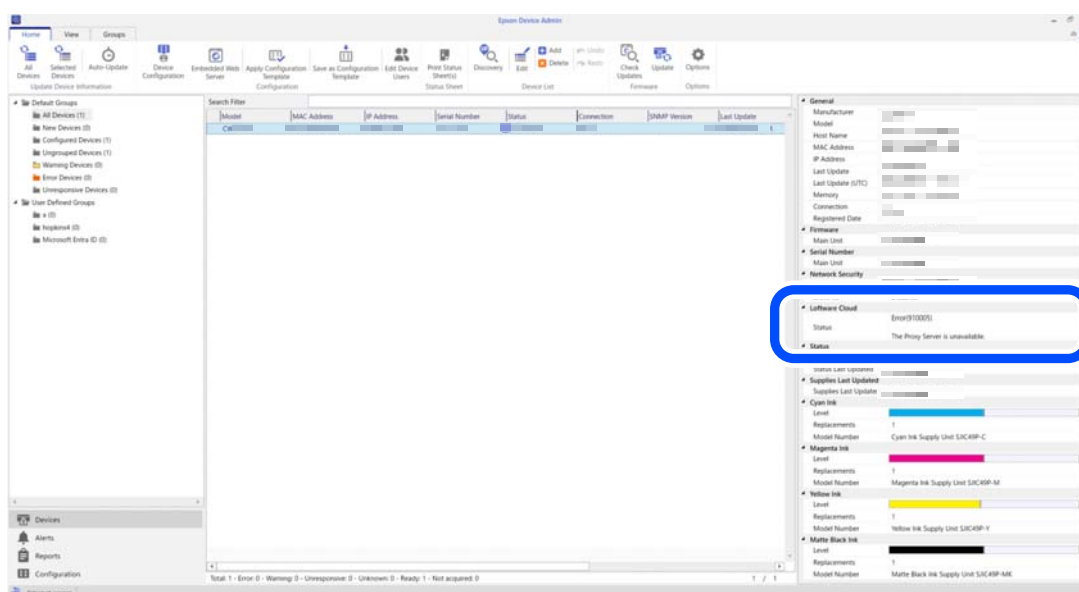 Epson Device Admin
Home View Groups
All Devices
Selected Devices
Auto-Update
Device Configuration
Embedded Web Server
Apply Configuration Template
Save as Configuration Template
Edit Device Users
Print Status Sheet(s)
Discovery
Edit
Add
Delete
Undo
Redo
Check Updates
Update
Options
Update Device Information
Configuration
Status Sheet
Device List
Firmware
Options
Default Groups
All Devices (1)
New Devices (0)
Configured Devices (1)
Ungrouped Devices (1)
Warning Devices (0)
Error Devices (0)
Unresponsive Devices (0)
User Defined Groups
a (0)
hopkins4 (0)
Microsoft Entra ID (0)
Devices
Alerts
Reports
Configuration
Search Filter
Model MAC Address IP Address Serial Number Status Connection SNMP Version Last Update
1
Total: 1 - Error: 0 - Warning: 0 - Unresponsive: 0 - Unknown: 0 - Ready: 1 - Not acquired: 0
1 / 1
General
Manufacturer
Model
Host Name
MAC Address
IP Address
Last Update
Last Update (UTC)
Memory
Connection
Registered Date
Firmware
Main Unit
Serial Number
Main Unit
Network Security
Loftware Cloud
Status
Error(910005)
The Proxy Server is unavailable.
Status
Status Last Updated
Supplies Last Updated
Supplies Last Update
Cyan Ink
Level
Replacements 1
Model Number Cyan Ink Supply Unit SJIC49P-C
Magenta Ink
Level
Replacements 1
Model Number Magenta Ink Supply Unit SJIC49P-M
Yellow Ink
Level
Replacements 1
Model Number Yellow Ink Supply Unit SJIC49P-Y
Matte Black Ink
Level
Replacements 1
Model Number Matte Black Ink Supply Unit SJIC49P-MK